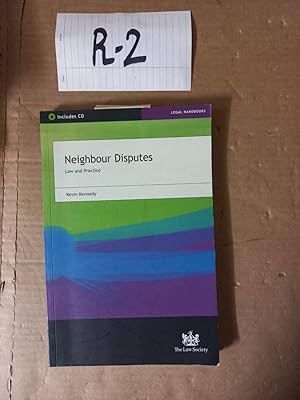 R-2
includes CD
LEGAL HANDBOOKS
Neighbour Disputes
Law and Practice
Kevin Kennedy
The Law Society